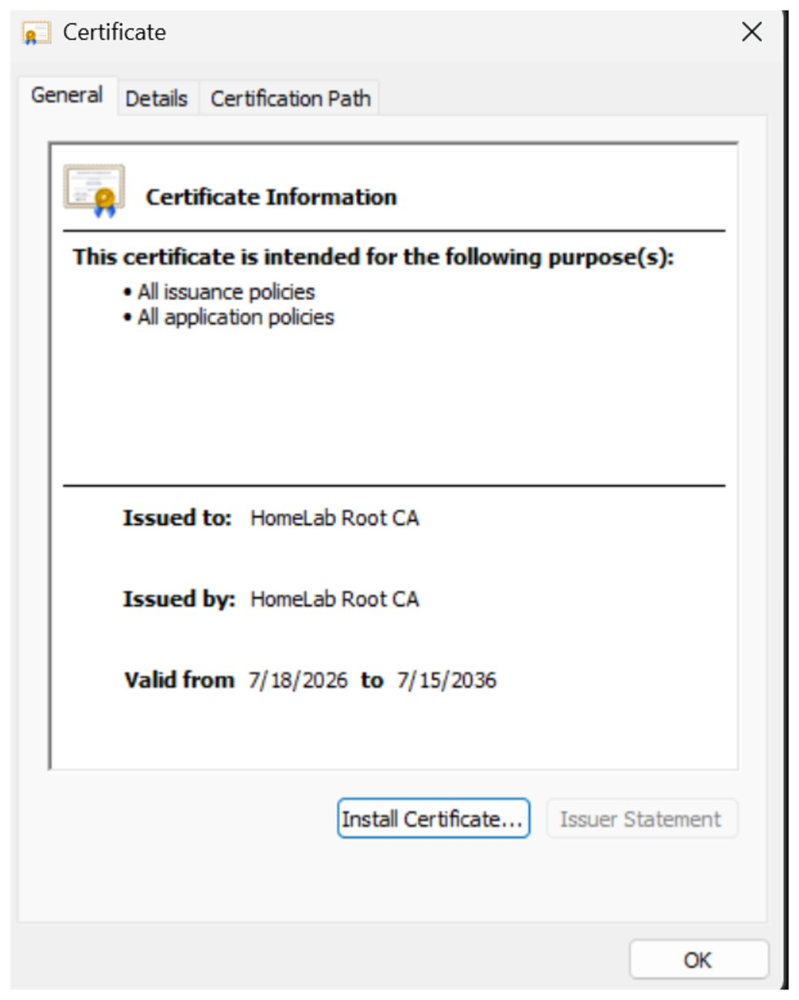 Certificate
General Details Certification Path
Certificate Information
This certificate is intended for the following purpose(s):
• All issuance policies
• All application policies
Issued to: HomeLab Root CA
Issued by: HomeLab Root CA
Valid from 7/18/2026 to 7/15/2036
Install Certificate... Issuer Statement
OK